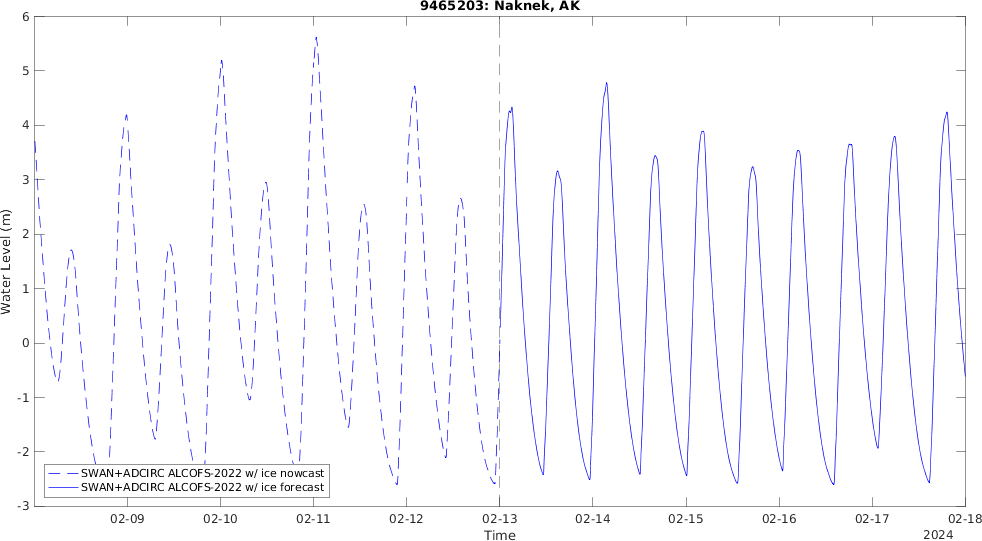 9465203: Naknek, AK
6
5
4
3
2
1
0
-1
-2
-3
Water Level (m)
SWAN+ADCIRC ALCOFS-2022 w/ ice nowcast
SWAN+ADCIRC ALCOFS-2022 w/ ice forecast
02-09 02-10 02-11 02-12 02-13 02-14 02-15 02-16 02-17 02-18
Time
2024